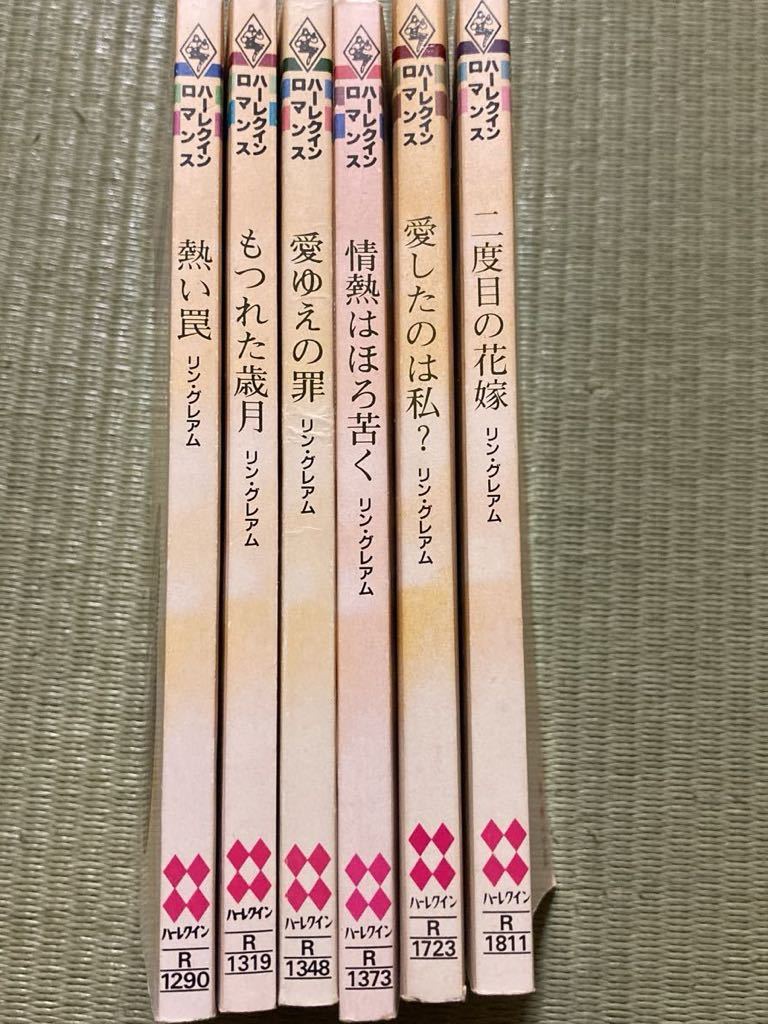 ハーレクイン
ロマンス
熱い罠
リン・グレアム
ハーレクイン
R
1290
ハーレクイン
ロマンス
もつれた歳月
リン・グレアム
ハーレクイン
R
1319
ハーレクイン
ロマンス
愛ゆえの罪
リン・グレアム
ハーレクイン
R
1348
ハーレクイン
ロマンス
情熱はほろ苦く
リン・グレアム
ハーレクイン
R
1373
ハーレクイン
ロマンス
愛したのは私？
リン・グレアム
ハーレクイン
R
1723
ハーレクイン
ロマンス
二度目の花嫁
リン・グレアム
ハーレクイン
R
1811